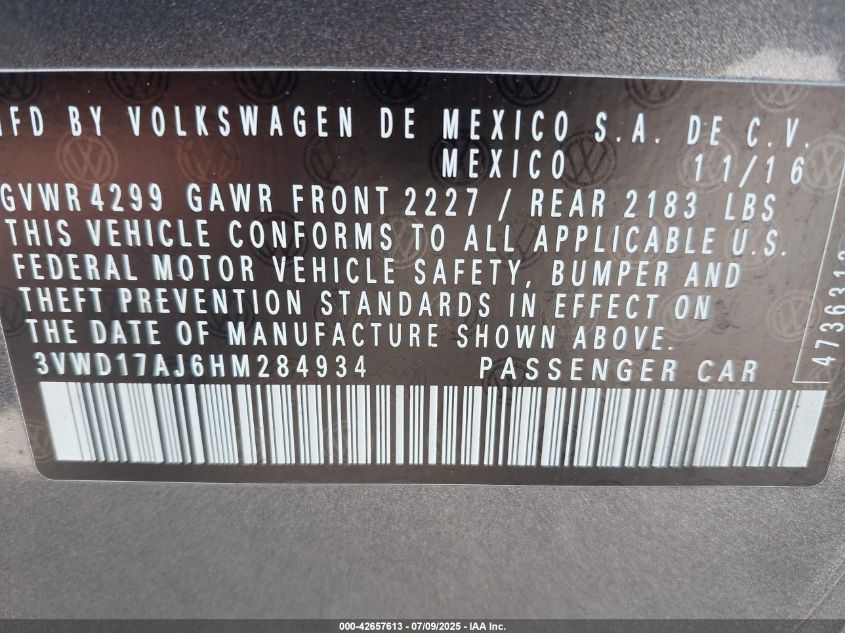 MFD BY VOLKSWAGEN DE MEXICO S.A. DE C.V.
MEXICO 11/16
GVWR 4299 GAWR FRONT 2227 / REAR 2183 LBS
THIS VEHICLE CONFORMS TO ALL APPLICABLE U.S.
FEDERAL MOTOR VEHICLE SAFETY, BUMPER AND
THEFT PREVENTION STANDARDS IN EFFECT ON
THE DATE OF MANUFACTURE SHOWN ABOVE.
3VWD17AJ6HM284934 PASSENGER CAR
4736312
000-42657613 - 07/09/2025 - IAA Inc.